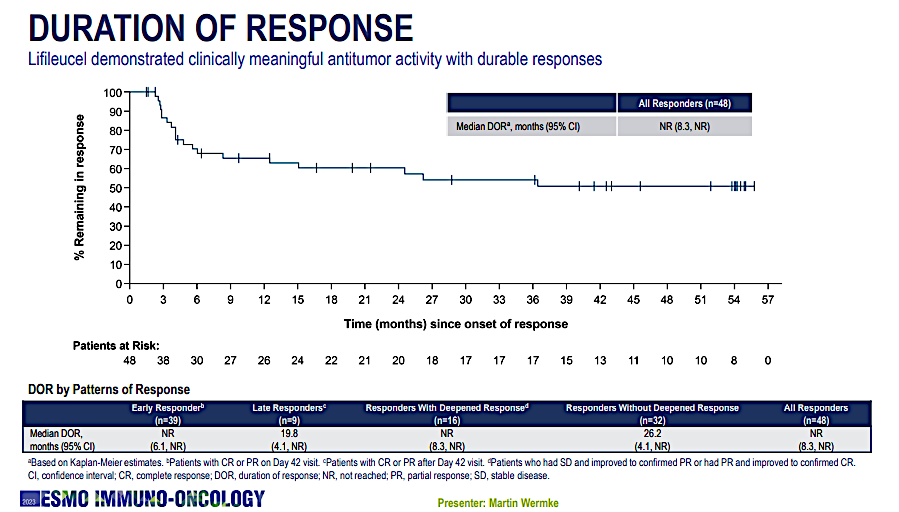 DURATION OF RESPONSE
Lifileucel demonstrated clinically meaningful antitumor activity with durable responses
All Responders (n=48)
Median DORᵃ, months (95% CI) NR (8.3, NR)
% Remaining in response
100
90
80
70
60
50
40
30
20
10
0
0 3 6 9 12 15 18 21 24 27 30 33 36 39 42 45 48 51 54 57
Time (months) since onset of response
Patients at Risk:
48 38 30 27 26 24 22 21 20 18 17 17 17 15 13 11 10 10 8 0
DOR by Patterns of Response
Early Responderᵇ Late Respondersᶜ Responders With Deepened Responseᵈ Responders Without Deepened Response All Responders
(n=39) (n=9) (n=16) (n=32) (n=48)
Median DOR, NR 19.8 NR 26.2 NR
months (95% CI) (6.1, NR) (4.1, NR) (8.3, NR) (4.1, NR) (8.3, NR)
ᵃBased on Kaplan-Meier estimates. ᵇPatients with CR or PR on Day 42 visit. ᶜPatients with CR or PR after Day 42 visit. ᵈPatients who had SD and improved to confirmed PR or had PR and improved to confirmed CR.
CI, confidence interval; CR, complete response; DOR, duration of response; NR, not reached; PR, partial response; SD, stable disease.
2023 ESMO IMMUNO-ONCOLOGY
Presenter: Martin Wermke